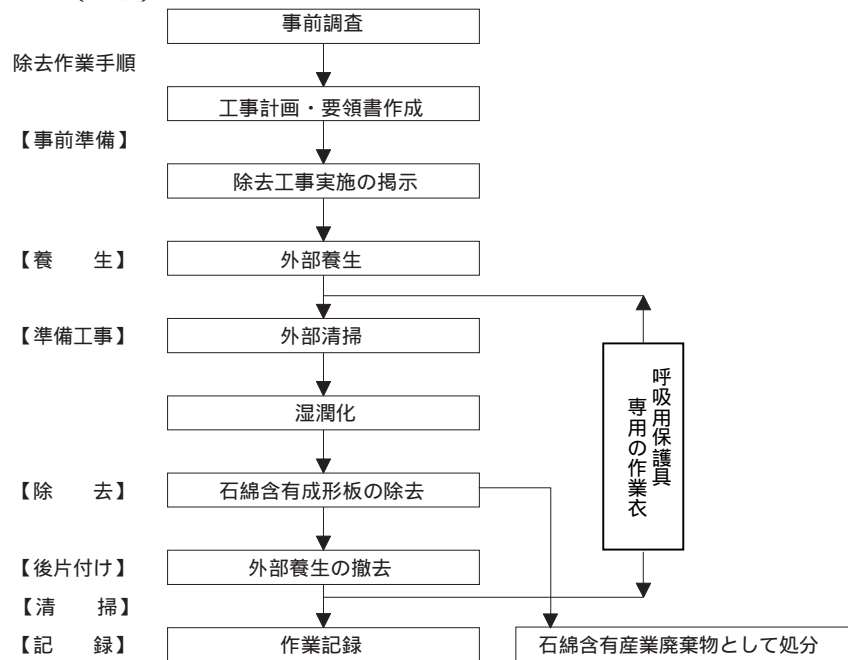 事前調査
除去作業手順
工事計画・要領書作成
【事前準備】
除去工事実施の掲示
【養　　生】
外部養生
【準備工事】
外部清掃
湿潤化
呼吸用保護具
専用の作業衣
【除　　去】
石綿含有成形板の除去
【後片付け】
外部養生の撤去
【清　　掃】
【記　　録】
作業記録
石綿含有産業廃棄物として処分